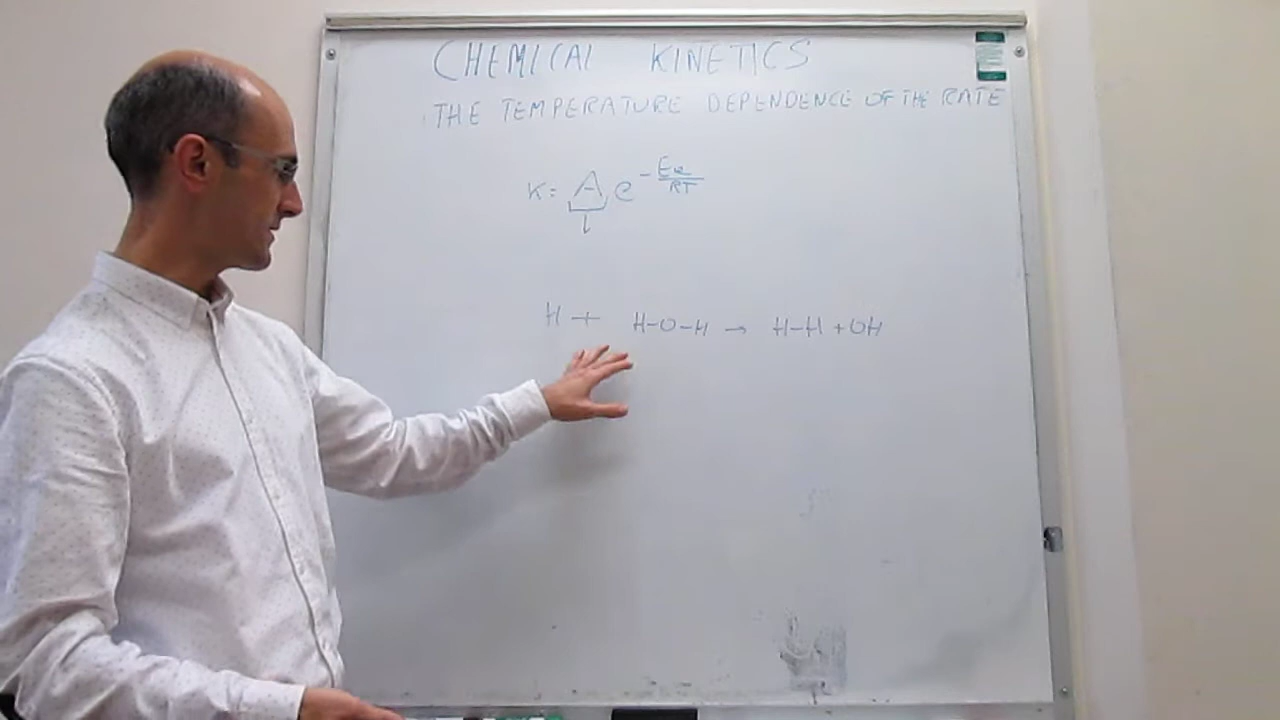 CHEMICAL KINETICS
THE TEMPERATURE DEPENDENCE OF THE RATE
K = A e^-Ea/RT
H + H-O-H → H-H + OH